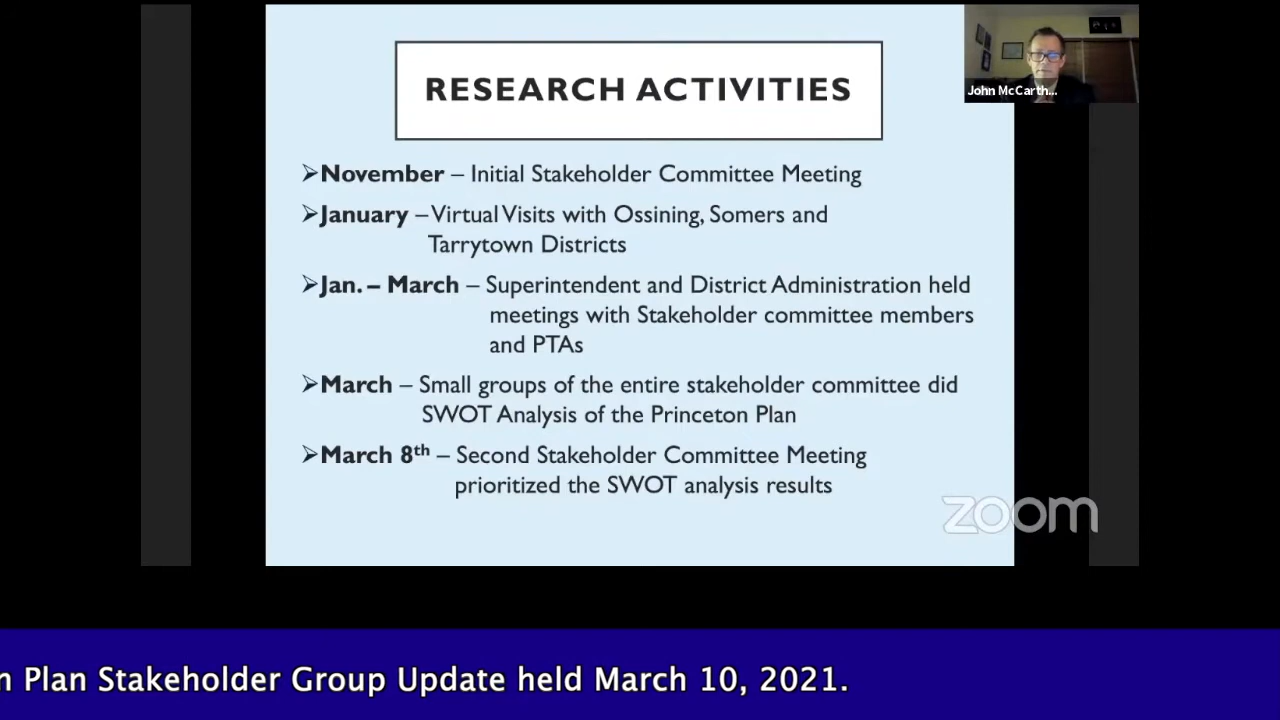 RESEARCH ACTIVITIES
John McCarth...
➢November – Initial Stakeholder Committee Meeting
➢January – Virtual Visits with Ossining, Somers and
Tarrytown Districts
➢Jan. – March – Superintendent and District Administration held
meetings with Stakeholder committee members
and PTAs
➢March – Small groups of the entire stakeholder committee did
SWOT Analysis of the Princeton Plan
➢March 8th – Second Stakeholder Committee Meeting
prioritized the SWOT analysis results
zoom
n Plan Stakeholder Group Update held March 10, 2021.